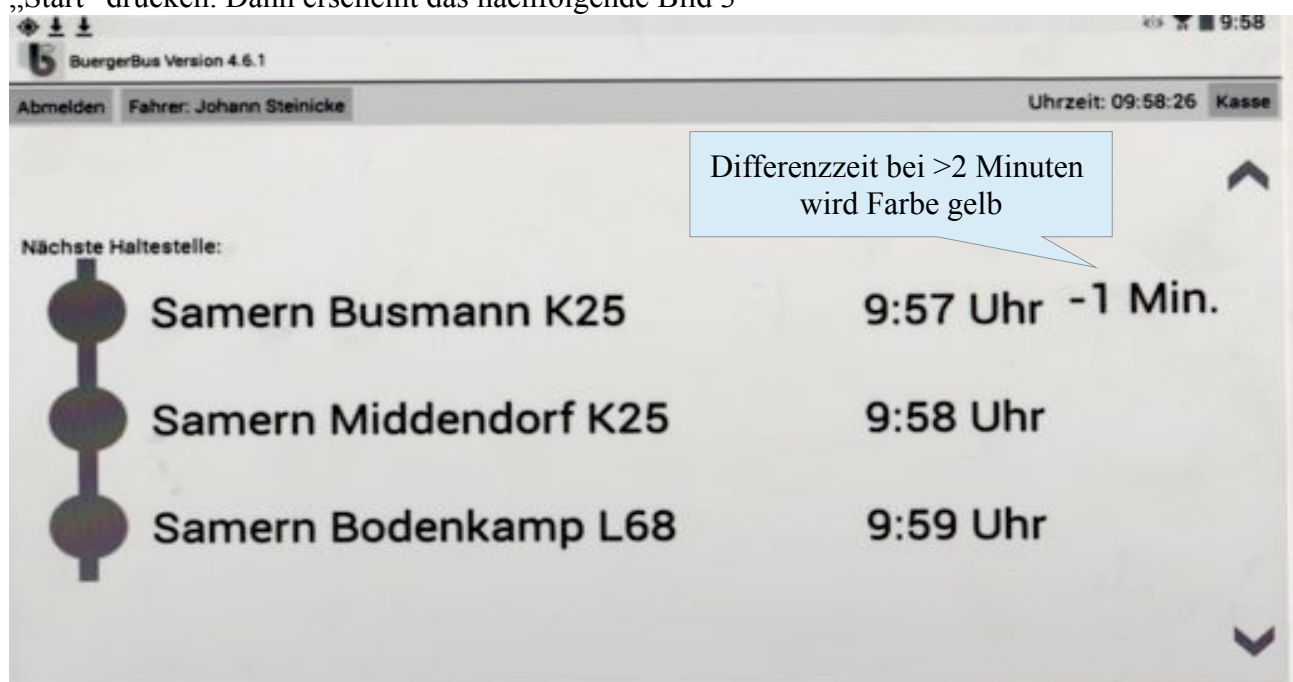 „Start“ drücken. Dann erscheint das nachfolgende Bild 3
9:58
BuergerBus Version 4.6.1
Abmelden Fahrer: Johann Steinicke Uhrzeit: 09:58:26 Kasse
Differenzzeit bei >2 Minuten
wird Farbe gelb
Nächste Haltestelle:
Samern Busmann K25 9:57 Uhr -1 Min.
Samern Middendorf K25 9:58 Uhr
Samern Bodenkamp L68 9:59 Uhr